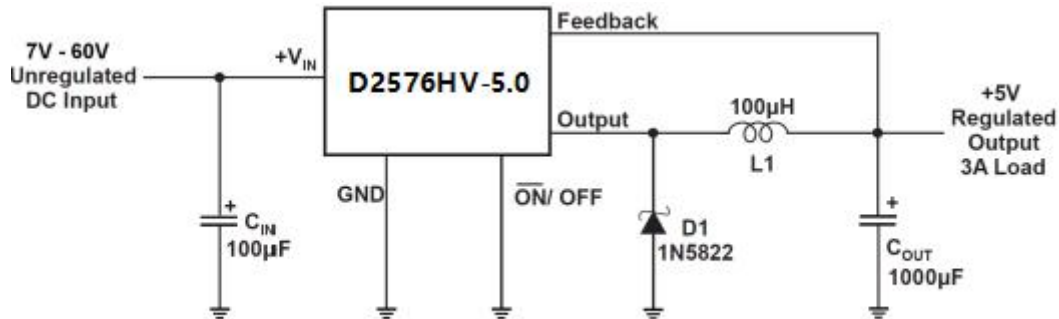 7V - 60V
Unregulated
DC Input
+VIN
CIN
+
100µF
D2576HV-5.0
GND
ON/ OFF
Feedback
Output
100µH
L1
D1
1N5822
+5V
Regulated
Output
3A Load
+
COUT
1000µF